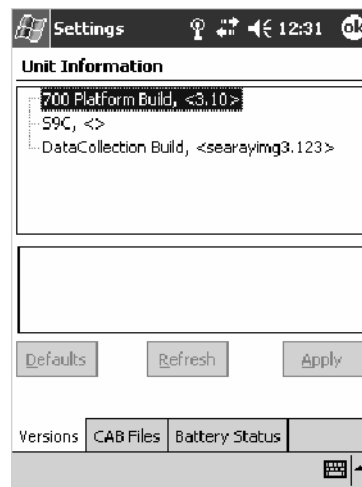 Settings 12:31 ok
Unit Information
700 Platform Build, <3.10>
S9C, <>
DataCollection Build, <searayimg3.123>
Defaults Refresh Apply
Versions CAB Files Battery Status